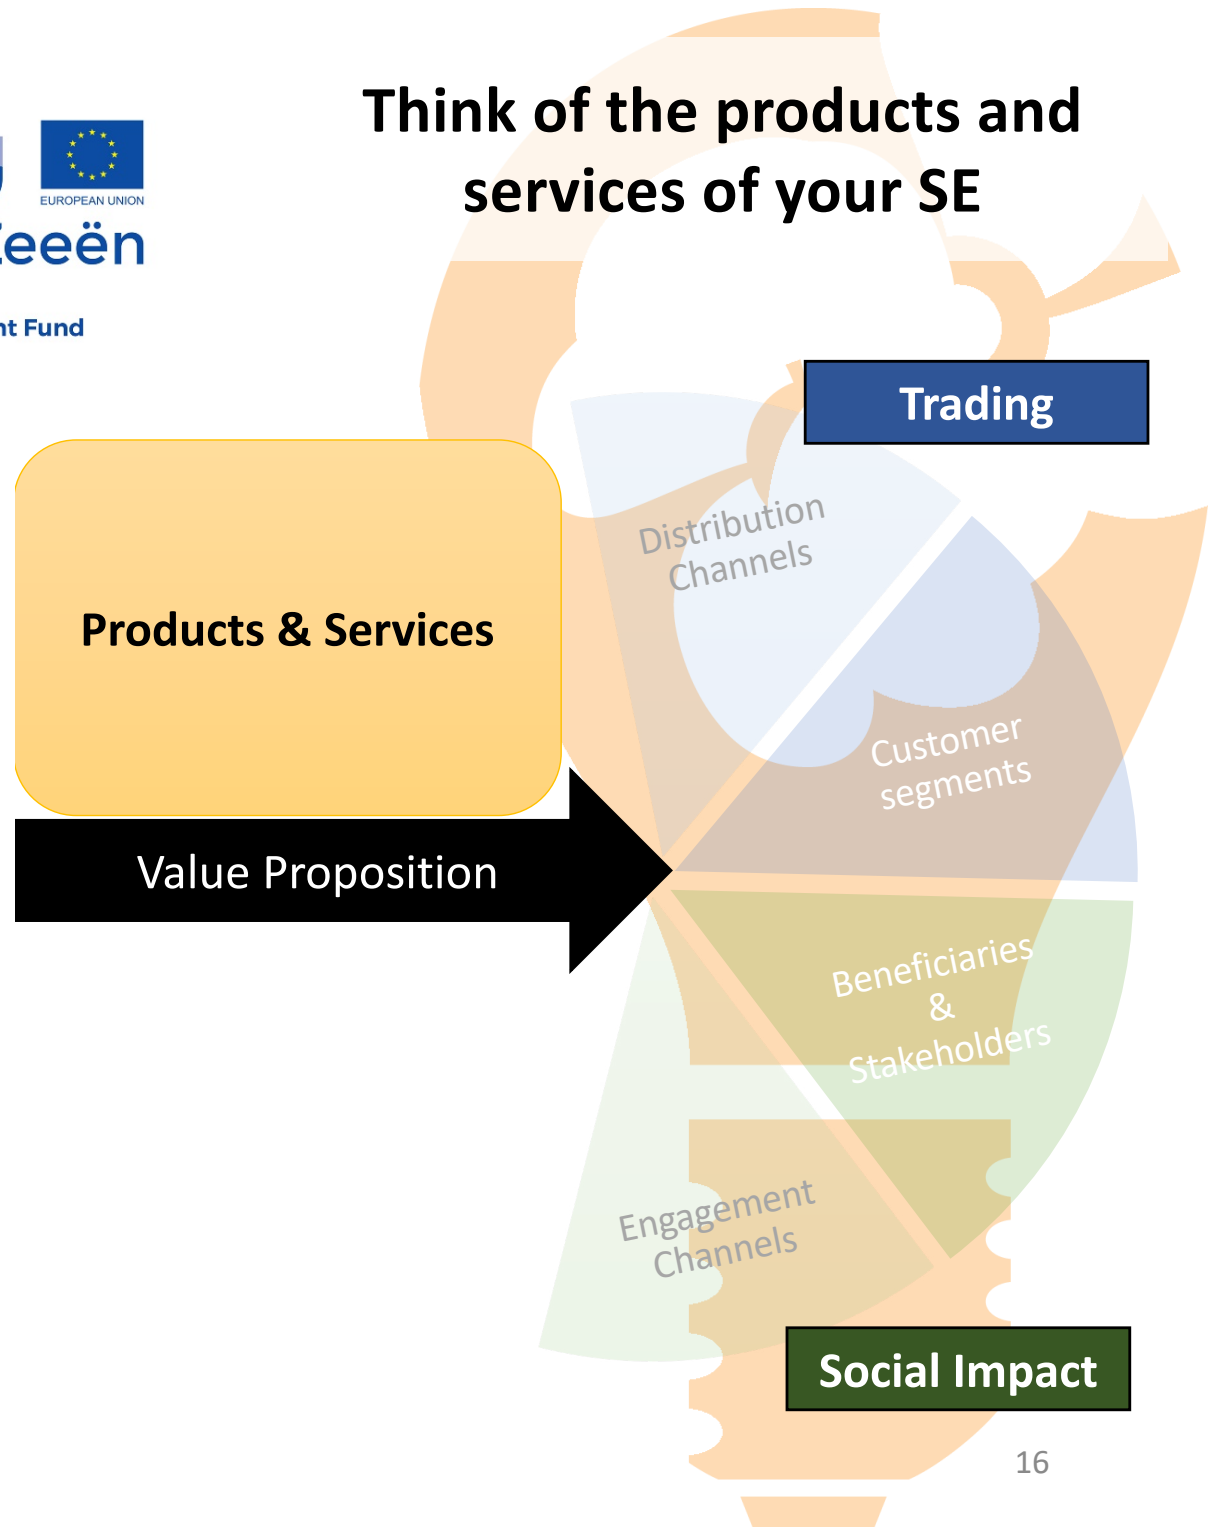 Think of the products and
services of your SE
EUROPEAN UNION
eeën
nt Fund
Trading
Distribution
Channels
Products & Services
Customer
segments
Value Proposition
Beneficiaries
&
Stakeholders
Engagement
Channels
Social Impact
16